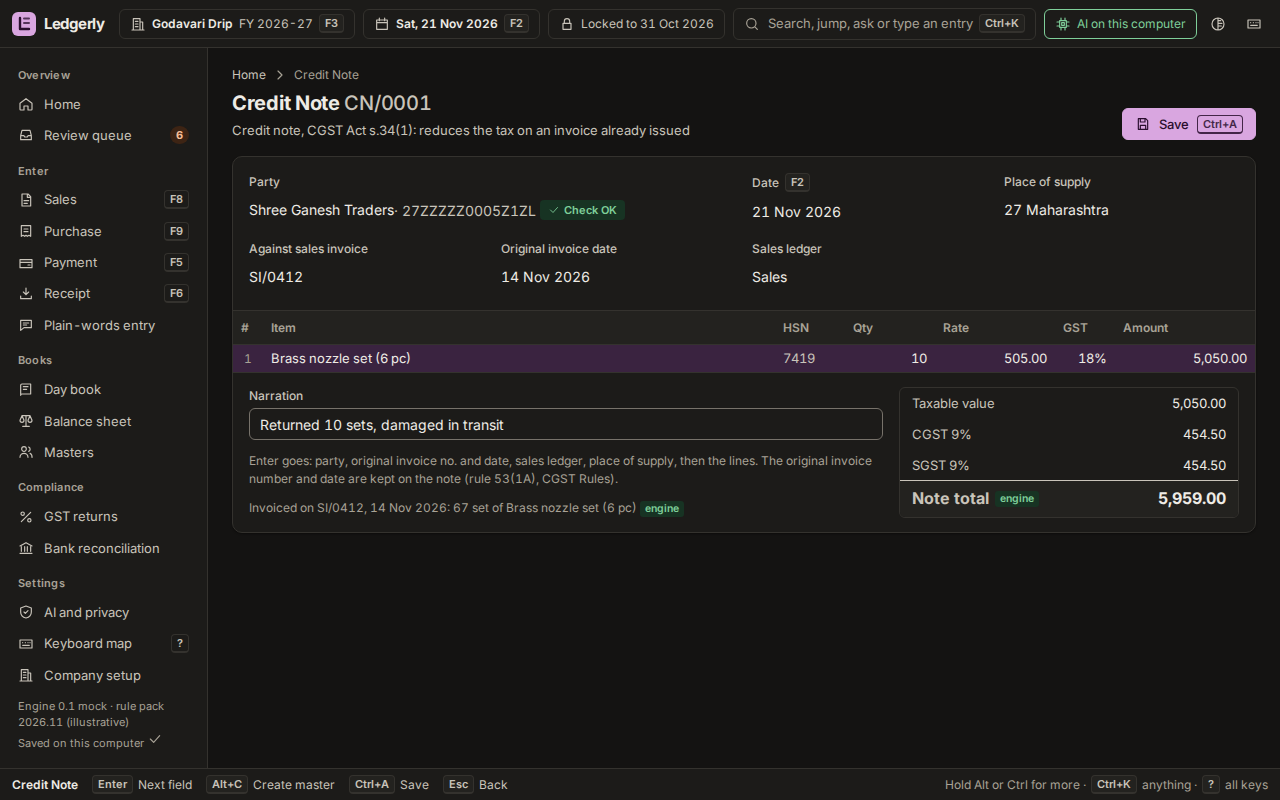 Ledgerly
Godavari Drip FY 2026-27 F3
Sat, 21 Nov 2026 F2
Locked to 31 Oct 2026
Search, jump, ask or type an entry Ctrl+K
AI on this computer
Overview
Home
Review queue 6
Enter
Sales F8
Purchase F9
Payment F5
Receipt F6
Plain-words entry
Books
Day book
Balance sheet
Masters
Compliance
GST returns
Bank reconciliation
Settings
AI and privacy
Keyboard map ?
Company setup
Engine 0.1 mock · rule pack
2026.11 (illustrative)
Saved on this computer
Home > Credit Note
Credit Note CN/0001
Credit note, CGST Act s.34(1): reduces the tax on an invoice already issued
Save Ctrl+A
Party
Shree Ganesh Traders· 27ZZZZZ0005Z1ZL Check OK
Date F2
21 Nov 2026
Place of supply
27 Maharashtra
Against sales invoice
SI/0412
Original invoice date
14 Nov 2026
Sales ledger
Sales
# Item HSN Qty Rate GST Amount
1 Brass nozzle set (6 pc) 7419 10 505.00 18% 5,050.00
Narration
Returned 10 sets, damaged in transit
Enter goes: party, original invoice no. and date, sales ledger, place of supply, then the lines. The original invoice
number and date are kept on the note (rule 53(1A), CGST Rules).
Invoiced on SI/0412, 14 Nov 2026: 67 set of Brass nozzle set (6 pc) engine
Taxable value 5,050.00
CGST 9% 454.50
SGST 9% 454.50
Note total engine 5,959.00
Credit Note Enter Next field Alt+C Create master Ctrl+A Save Esc Back
Hold Alt or Ctrl for more · Ctrl+K anything · ? all keys